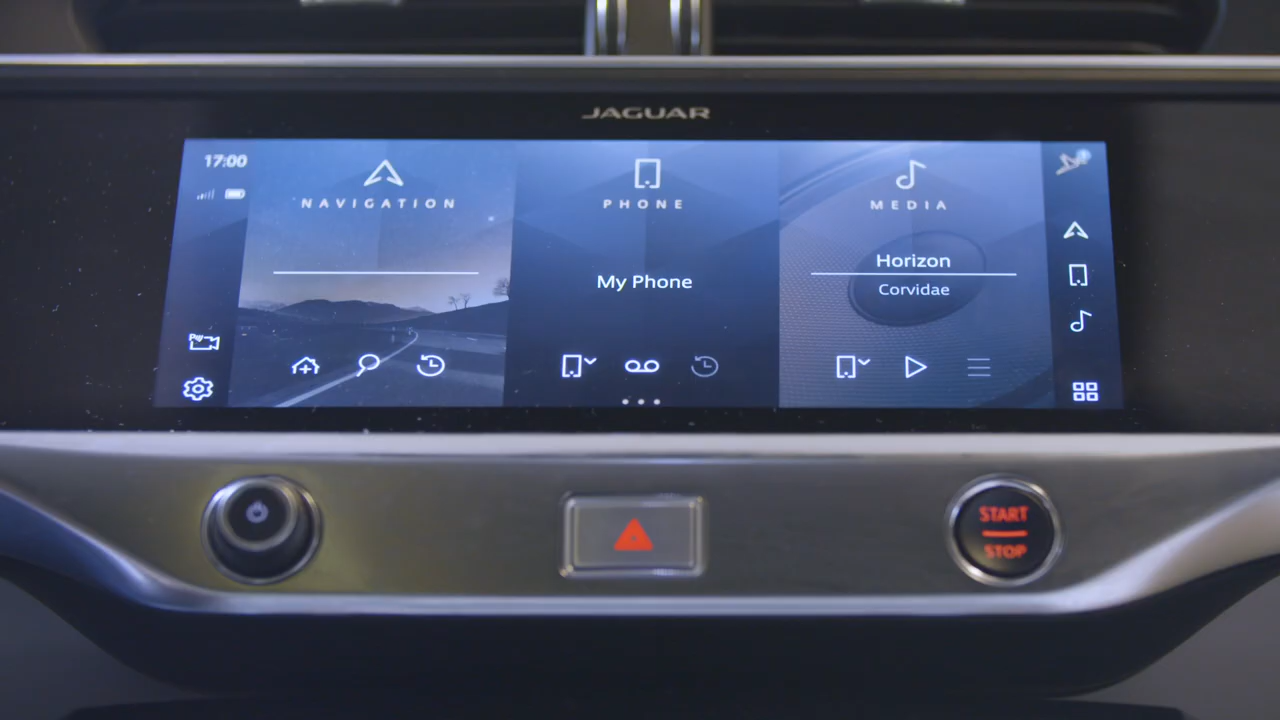 JAGUAR
17:00
NAVIGATION
PHONE
MEDIA
My Phone
Horizon
Corvidae
START
STOP